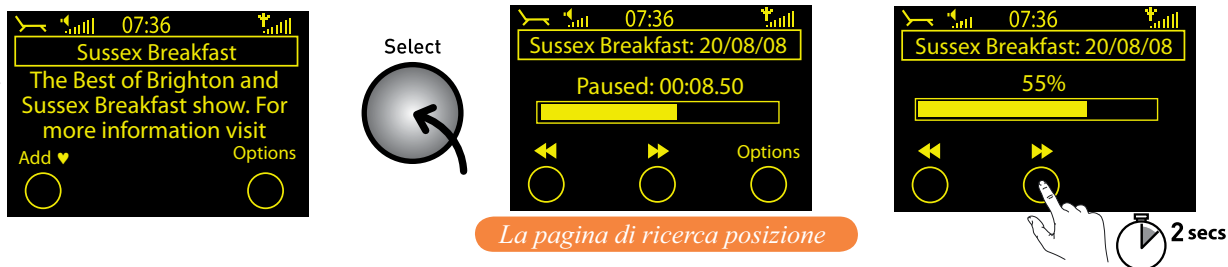 07:36
Sussex Breakfast
The Best of Brighton and
Sussex Breakfast show. For
more information visit
Add ♥
Options
Select
07:36
Sussex Breakfast: 20/08/08
Paused: 00:08.50
Options
La pagina di ricerca posizione
07:36
Sussex Breakfast: 20/08/08
55%
2 secs